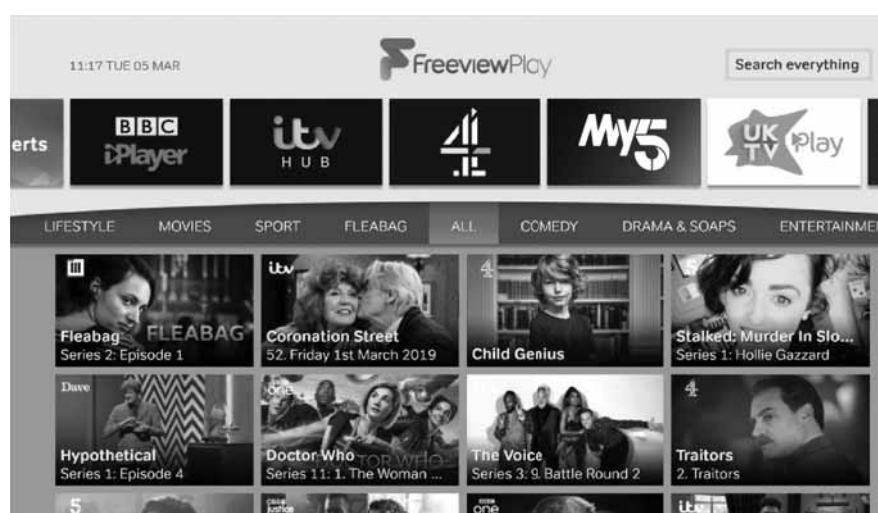 11:17 TUE 05 MAR
FreeviewPlay
Search everything
erts
BBC
iPlayer
itv
HUB
4
My5
UKTV Play
LIFESTYLE MOVIES SPORT FLEABAG ALL COMEDY DRAMA & SOAPS ENTERTAINME
Fleabag
Series 2: Episode 1
FLEABAG
itv
Coronation Street
52. Friday 1st March 2019
4
Child Genius
5
Stalked: Murder In Slo...
Series 1: Hollie Gazzard
Dave
Hypothetical
Series 1: Episode 4
one
Doctor Who
Series 11: 1. The Woman ...
The Voice
Series 3: 9. Battle Round 2
4
Traitors
2. Traitors
5
justice
one
itv